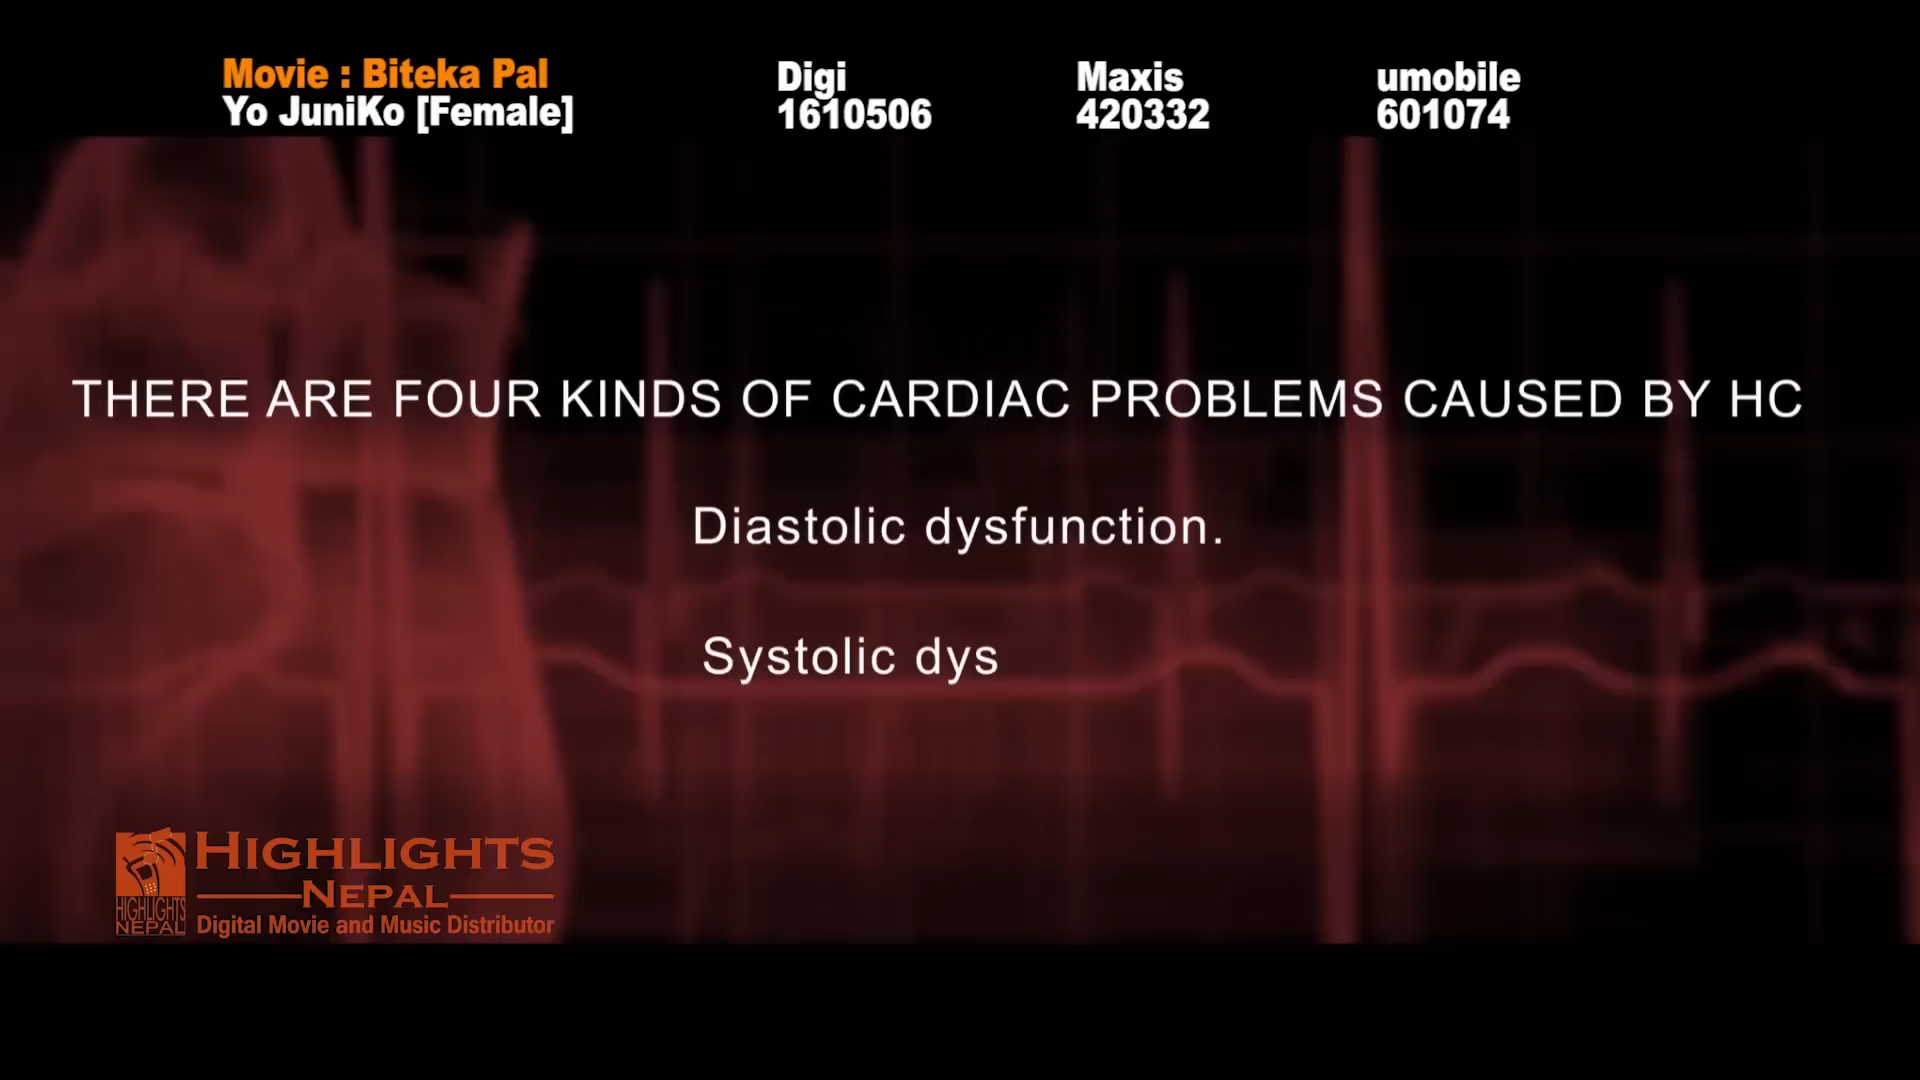 Movie : Biteka Pal
Yo JuniKo [Female]
Digi
1610506
Maxis
420332
umobile
601074
THERE ARE FOUR KINDS OF CARDIAC PROBLEMS CAUSED BY HC
Diastolic dysfunction.
Systolic dys
HIGHLIGHTS
NEPAL
Digital Movie and Music Distributor
HIGHLIGHTS
NEPAL